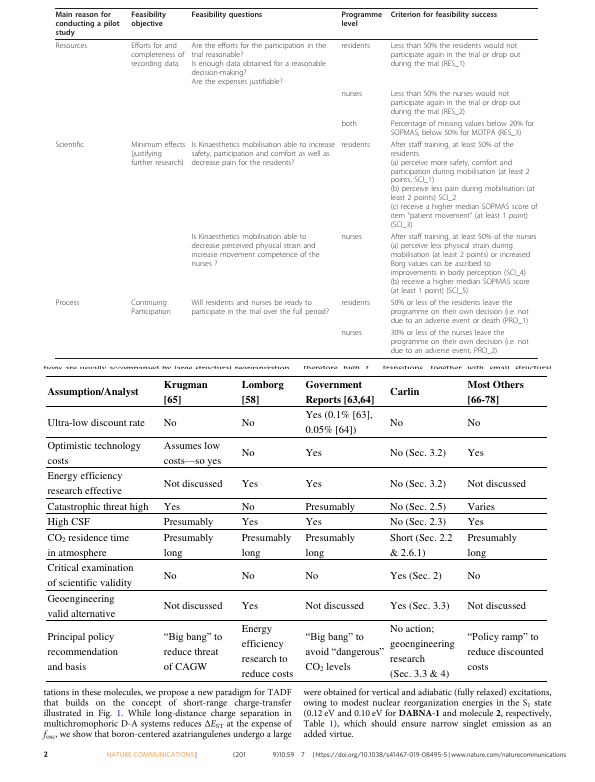 Main reason for conducting a pilot study
Feasibility objective
Feasibility questions
Programme level
Criterion for feasibility success
Resources
Efforts for and completeness of recording data
Are the efforts for the participation in the trial reasonable?
Is enough data obtained for a reasonable decision-making?
Are the expenses justifiable?
residents
Less than 50% the residents would not participate again in the trial or drop out during the trial (RES_1)
nurses
Less than 50% the nurses would not participate again in the trial or drop out during the trial (RES_2)
both
Percentage of missing values below 20% for SOPMAS, below 50% for MOTPA (RES_3)
Scientific
Minimum effects (justifying further research)
Is Kinaesthetics mobilisation able to increase safety, participation and comfort as well as decrease pain for the residents?
residents
After staff training, at least 50% of the residents
(a) perceive more safety, comfort and participation during mobilisation (at least 2 points, SCI_1)
(b) perceive less pain during mobilisation (at least 2 points) SCI_2
(c) receive a higher median SOPMAS score of item "patient movement" (at least 1 point) (SCI_3)
Is Kinaesthetics mobilisation able to decrease perceived physical strain and increase movement competence of the nurses ?
nurses
After staff training, at least 50% of the nurses
(a) perceive less physical strain during mobilisation (at least 2 points) or increased Borg values can be ascribed to improvements in body perception (SCI_4)
(b) receive a higher median SOPMAS score (at least 1 point) (SCI_5)
Process
Continuing Participation
Will residents and nurses be ready to participate in the trial over the full period?
residents
50% or less of the residents leave the programme on their own decision (i.e. not due to an adverse event or death (PRO_1)
nurses
30% or less of the nurses leave the programme on their own decision (i.e. not due to an adverse event, PRO_2)
Assumption/Analyst
Krugman [65]
Lomborg [58]
Government Reports [63,64]
Carlin
Most Others [66-78]
Ultra-low discount rate
No
No
Yes (0.1% [63], 0.05% [64])
No
No
Optimistic technology costs
Assumes low costs—so yes
No
Yes
No (Sec. 3.2)
Yes
Energy efficiency research effective
Not discussed
Yes
Yes
No (Sec. 3.2)
Not discussed
Catastrophic threat high
Yes
No
Presumably
No (Sec. 2.5)
Varies
High CSF
Presumably
Yes
Yes
No (Sec. 2.3)
Yes
CO2 residence time in atmosphere
Presumably long
Presumably long
Presumably long
Short (Sec. 2.2 & 2.6.1)
Presumably long
Critical examination of scientific validity
No
No
No
Yes (Sec. 2)
No
Geoengineering valid alternative
Not discussed
Yes
Not discussed
Yes (Sec. 3.3)
Not discussed
Principal policy recommendation and basis
"Big bang" to reduce threat of CAGW
Energy efficiency research to reduce costs
"Big bang" to avoid "dangerous" CO2 levels
No action; geoengineering research (Sec. 3.3 & 4)
"Policy ramp" to reduce discounted costs
tations in these molecules, we propose a new paradigm for TADF
that builds on the concept of short-range charge-transfer
illustrated in Fig. 1. While long-distance charge separation in
multichromophoric D-A systems reduces ΔEST at the expense of
fosc, we show that boron-centered azatriangulenes undergo a large
were obtained for vertical and adiabatic (fully relaxed) excitations,
owing to modest nuclear reorganization energies in the S1 state
(0.12 eV and 0.10 eV for DABNA-1 and molecule 2, respectively,
Table 1), which should ensure narrow singlet emission as an
added virtue.
2 NATURE COMMUNICATIONS| (201 9)10:59 7 |https://doi.org/10.1038/s41467-019-08495-5|www.nature.com/naturecommunications